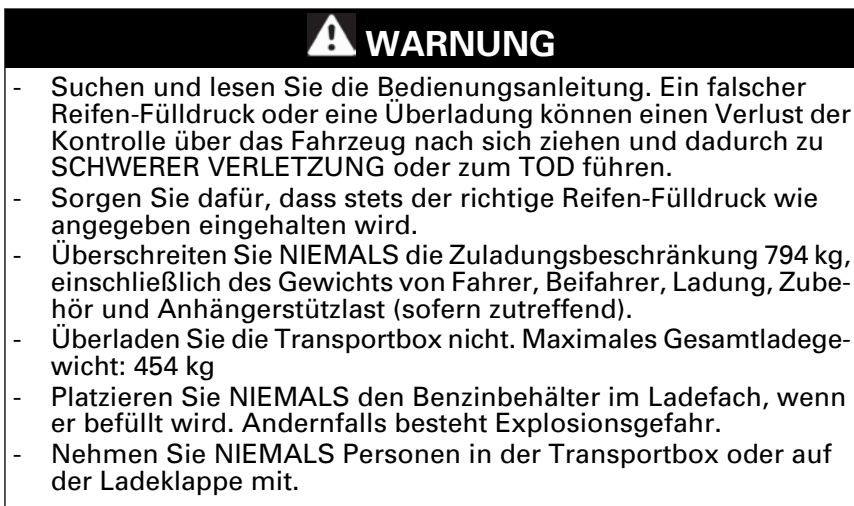 WARNUNG
- Suchen und lesen Sie die Bedienungsanleitung. Ein falscher
Reifen-Fülldruck oder eine Überladung können einen Verlust der
Kontrolle über das Fahrzeug nach sich ziehen und dadurch zu
SCHWERER VERLETZUNG oder zum TOD führen.
- Sorgen Sie dafür, dass stets der richtige Reifen-Fülldruck wie
angegeben eingehalten wird.
- Überschreiten Sie NIEMALS die Zuladungsbeschränkung 794 kg,
einschließlich des Gewichts von Fahrer, Beifahrer, Ladung, Zube-
hör und Anhängerstützlast (sofern zutreffend).
- Überladen Sie die Transportbox nicht. Maximales Gesamtladege-
wicht: 454 kg
- Platzieren Sie NIEMALS den Benzinbehälter im Ladefach, wenn
er befüllt wird. Andernfalls besteht Explosionsgefahr.
- Nehmen Sie NIEMALS Personen in der Transportbox oder auf
der Ladeklappe mit.